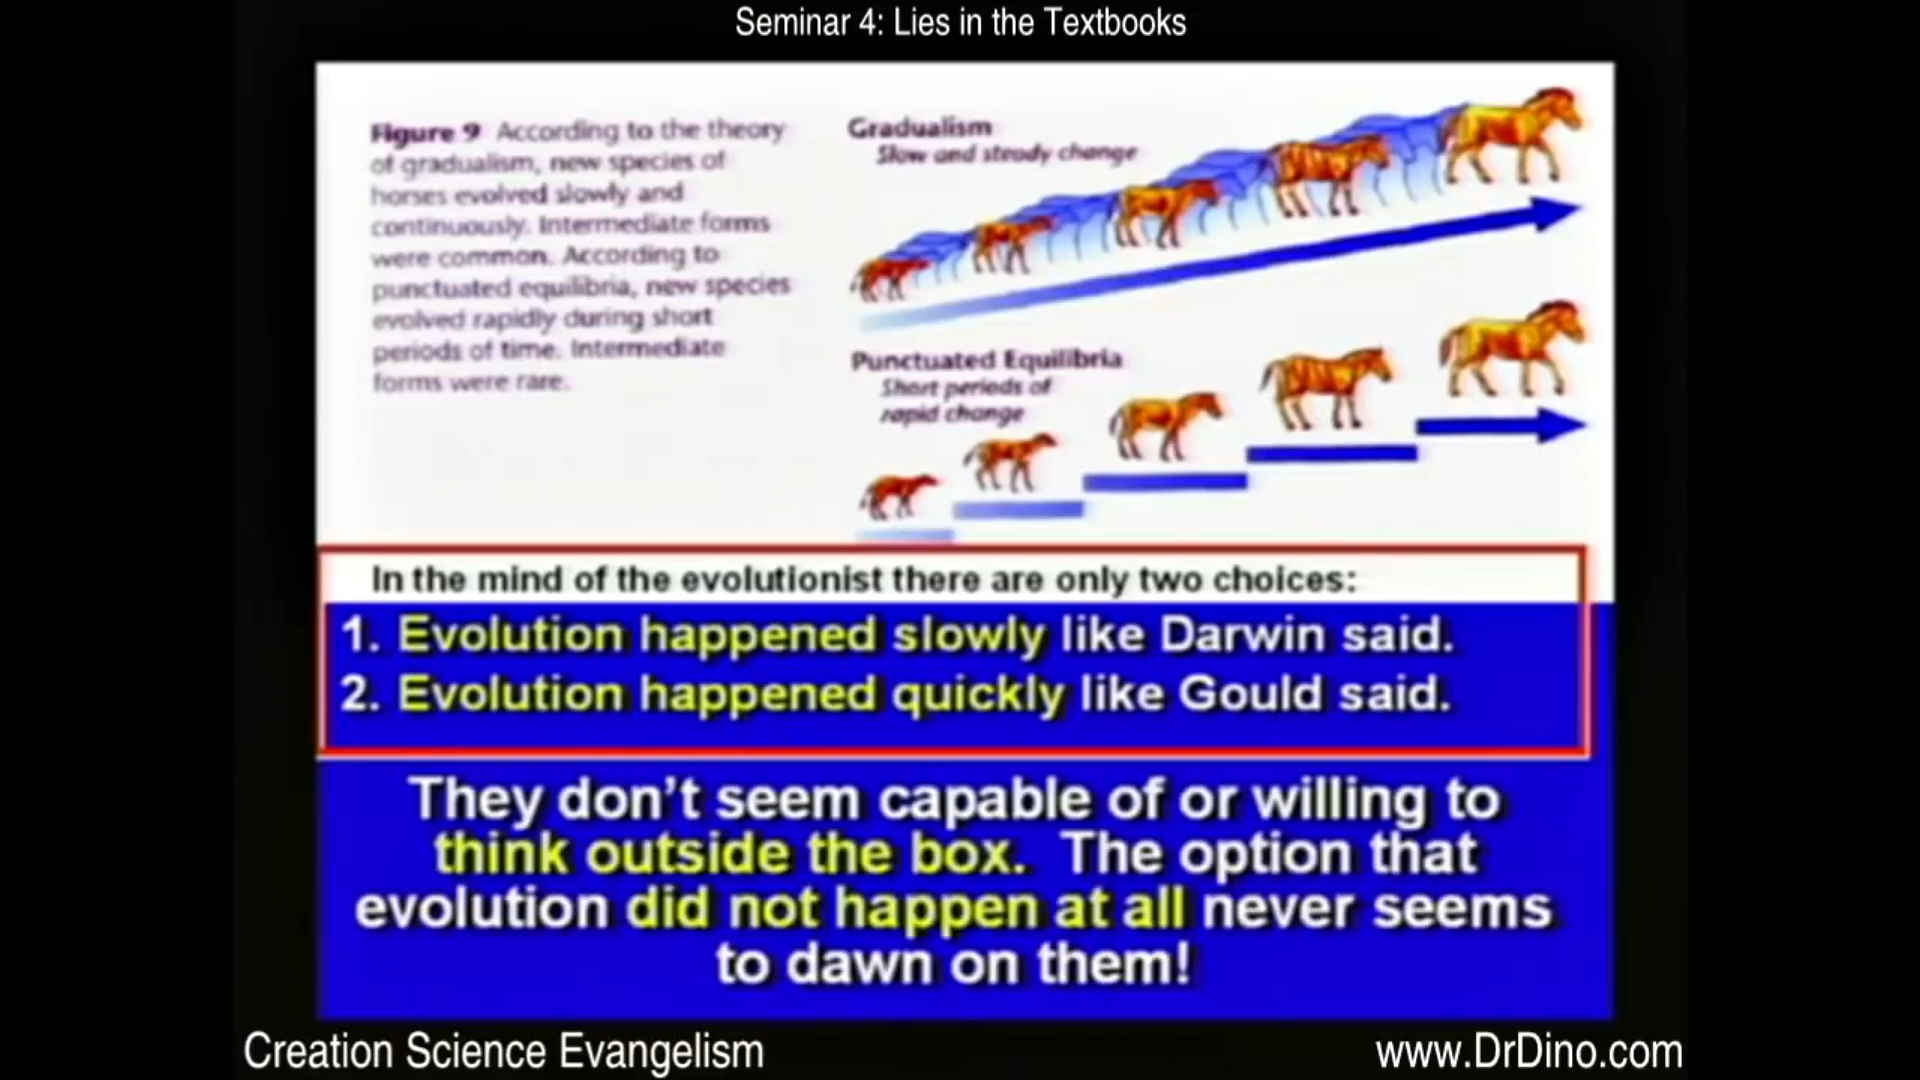 Seminar 4: Lies in the Textbooks
Figure 9 According to the theory
of gradualism, new species of
horses evolved slowly and
continuously. Intermediate forms
were common. According to
punctuated equilibria, new species
evolved rapidly during short
periods of time. Intermediate
forms were rare.
Gradualism
Slow and steady change
Punctuated Equilibria
Short periods of
rapid change
In the mind of the evolutionist there are only two choices:
1. Evolution happened slowly like Darwin said.
2. Evolution happened quickly like Gould said.
They don't seem capable of or willing to
think outside the box. The option that
evolution did not happen at all never seems
to dawn on them!
Creation Science Evangelism
www.DrDino.com